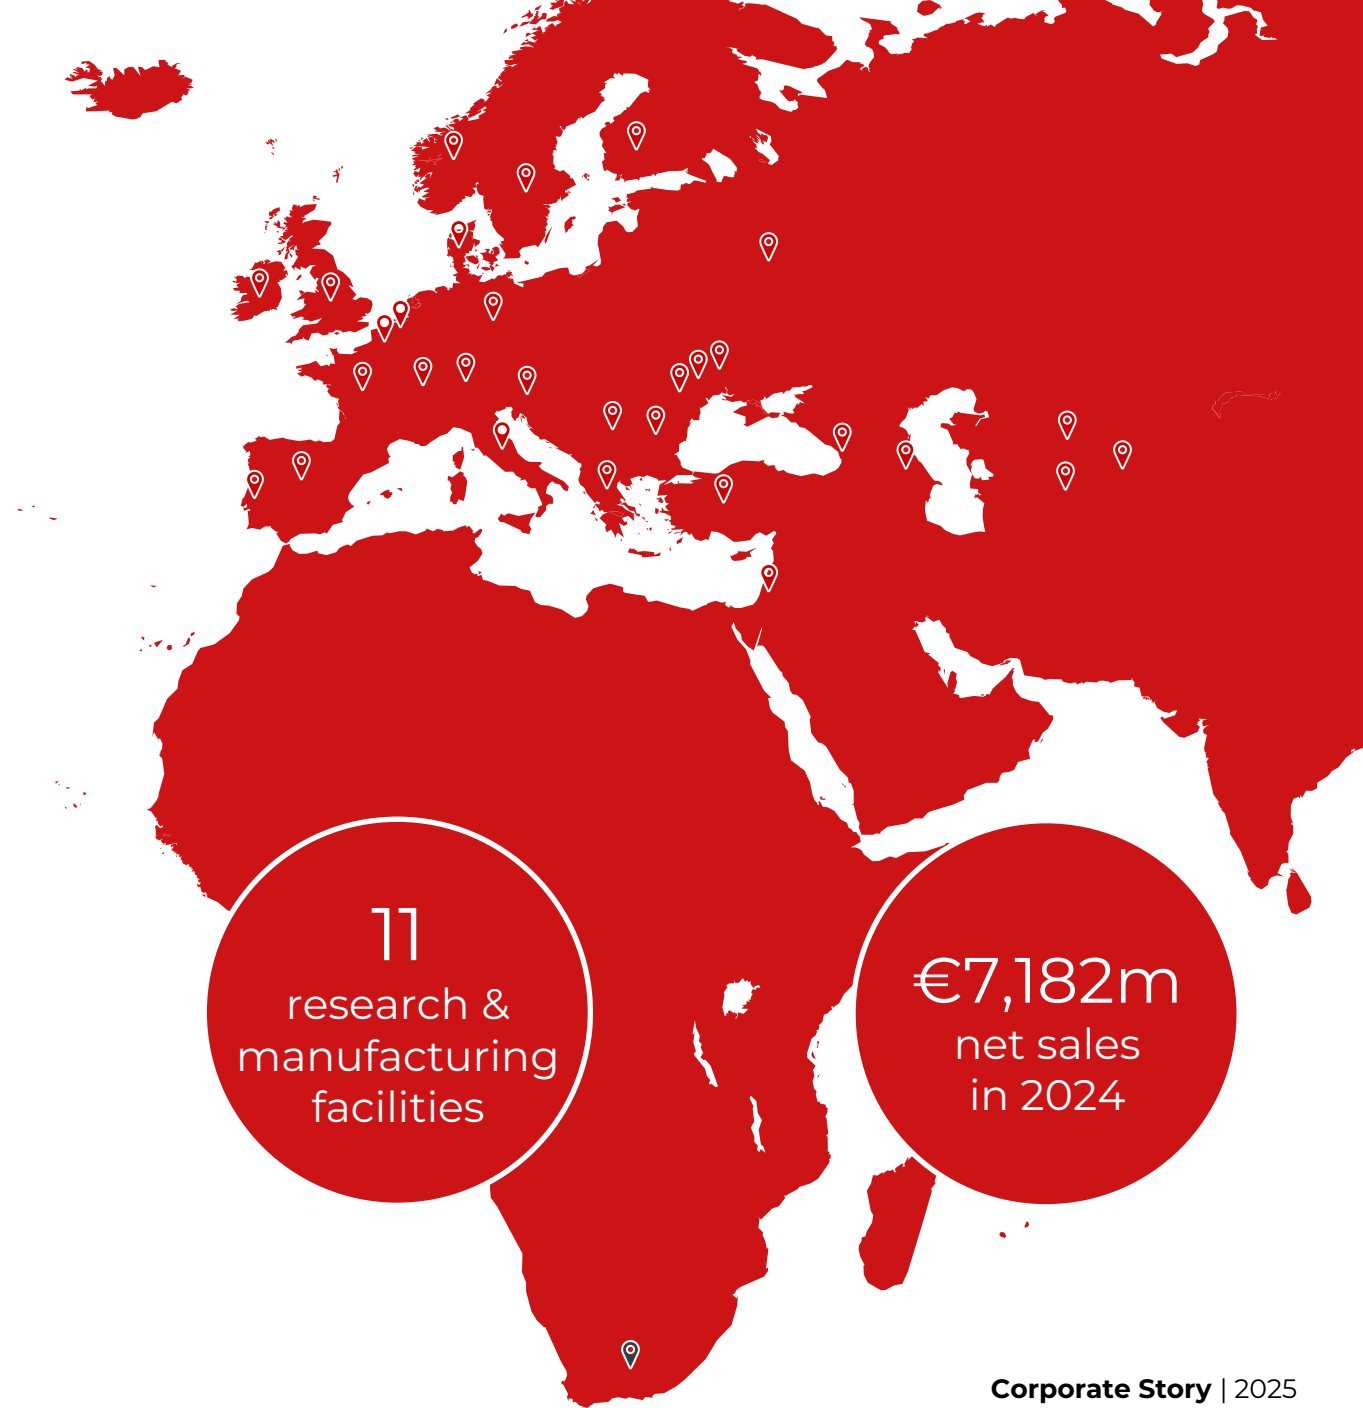 11
research &
manufacturing
facilities
€7,182m
net sales
in 2024
Corporate Story | 2025